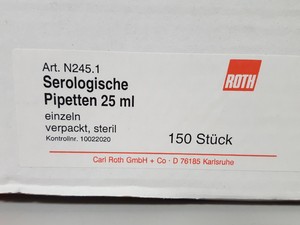 Art. N245.1
Serologische
Pipetten 25 ml
einzeln
verpackt, steril
Kontrollnr. 10022020
150 Stück
ROTH
Carl Roth GmbH + Co · D 76185 Karlsruhe